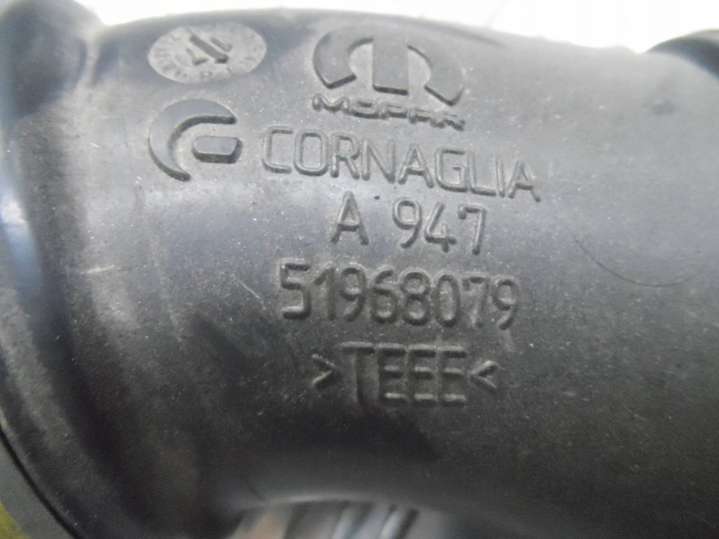 MOPAR
CORNAGLIA
A 947
51968079
>TEEE<